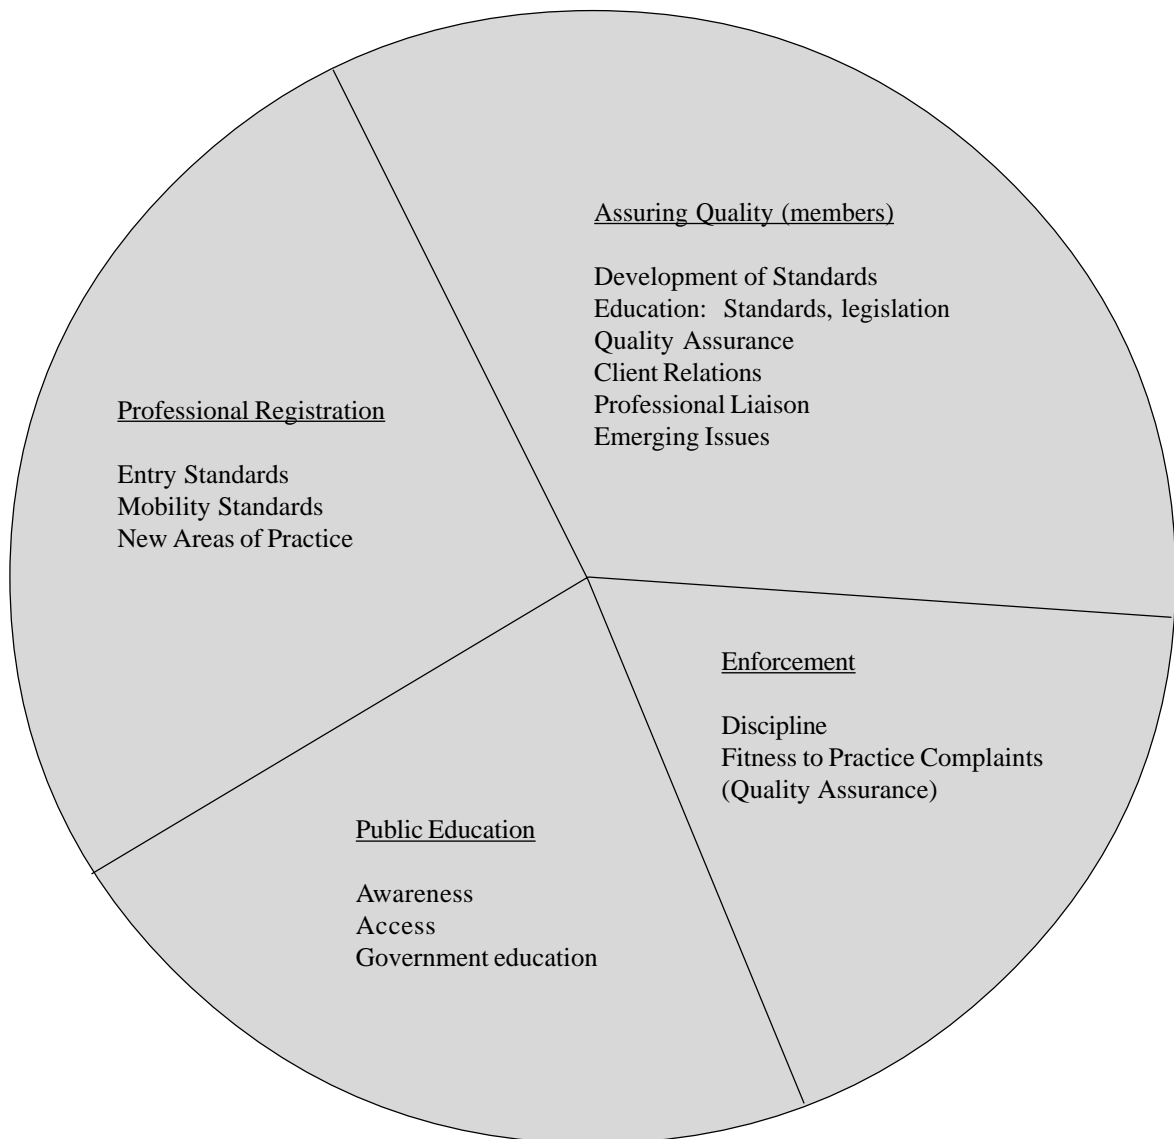 Assuring Quality (members)
Development of Standards
Education: Standards, legislation
Quality Assurance
Client Relations
Professional Liaison
Emerging Issues
Professional Registration
Entry Standards
Mobility Standards
New Areas of Practice
Enforcement
Discipline
Fitness to Practice Complaints
(Quality Assurance)
Public Education
Awareness
Access
Government education